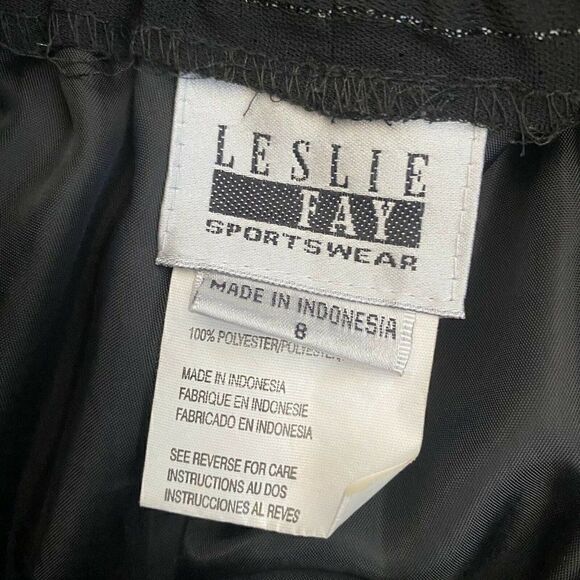 LESLIE
FAY
SPORTSWEAR
MADE IN INDONESIA
8
100% POLYESTER/POLYESTER
MADE IN INDONESIA
FABRIQUE EN INDONESIE
FABRICADO EN INDONESIA
SEE REVERSE FOR CARE
INSTRUCTIONS AU DOS
INSTRUCCIONES AL REVES